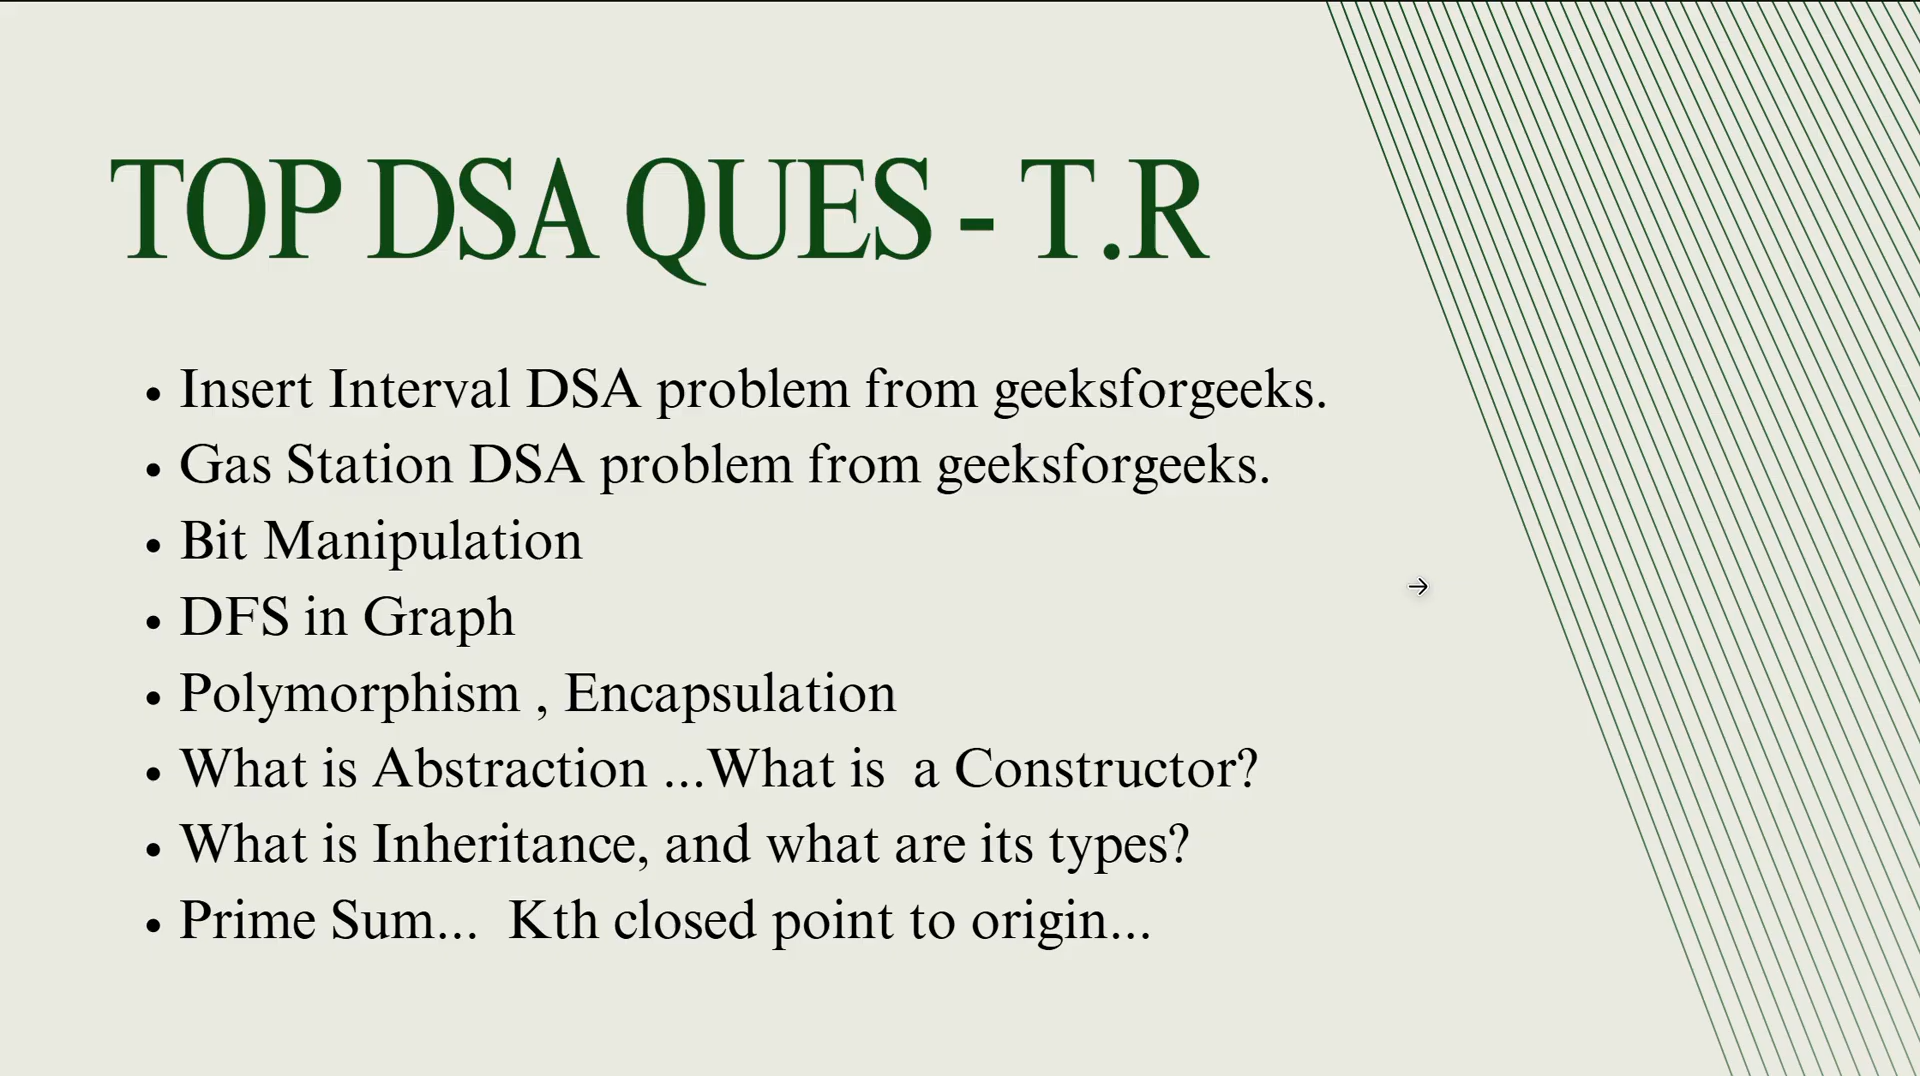 TOP DSA QUES - T.R
• Insert Interval DSA problem from geeksforgeeks.
• Gas Station DSA problem from geeksforgeeks.
• Bit Manipulation
• DFS in Graph
• Polymorphism , Encapsulation
• What is Abstraction ...What is  a Constructor?
• What is Inheritance, and what are its types?
• Prime Sum...  Kth closed point to origin...